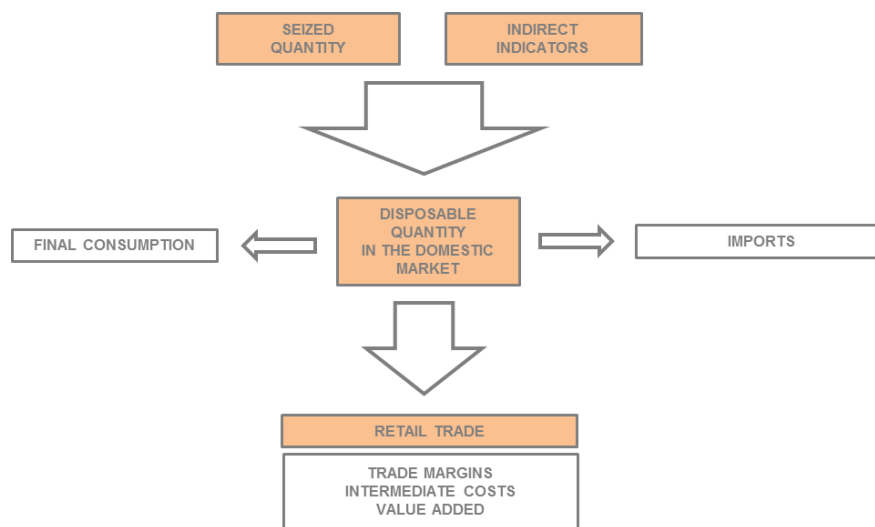 SEIZED
QUANTITY
INDIRECT
INDICATORS
FINAL CONSUMPTION
DISPOSABLE
QUANTITY
IN THE DOMESTIC
MARKET
IMPORTS
RETAIL TRADE
TRADE MARGINS
INTERMEDIATE COSTS
VALUE ADDED